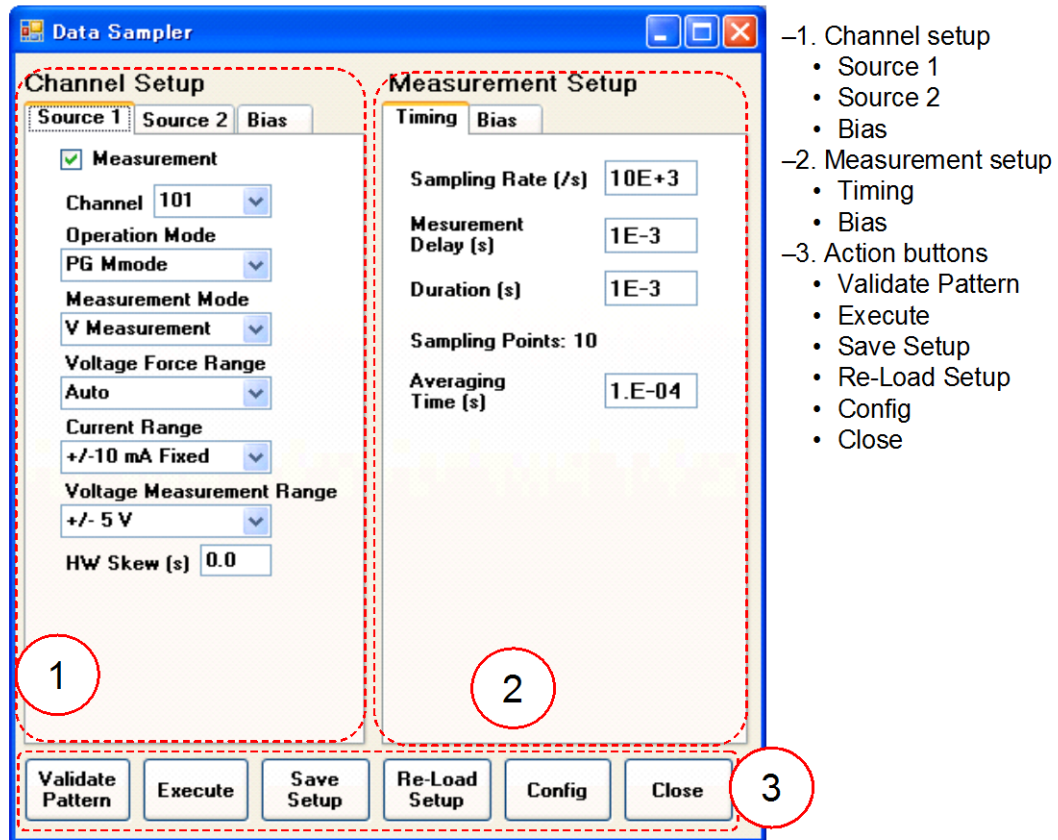 Data Sampler
Channel Setup
Source 1 Source 2 Bias
Measurement
Channel 101
Operation Mode
PG Mmode
Measurement Mode
V Measurement
Voltage Force Range
Auto
Current Range
+/-10 mA Fixed
Voltage Measurement Range
+/- 5 V
HW Skew (s) 0.0
1
Measurement Setup
Timing Bias
Sampling Rate (/s) 10E+3
Mesurement
Delay (s) 1E-3
Duration (s) 1E-3
Sampling Points: 10
Averaging
Time (s) 1.E-04
2
Validate
Pattern
Execute
Save
Setup
Re-Load
Setup
Config
Close
3
–1. Channel setup
• Source 1
• Source 2
• Bias
–2. Measurement setup
• Timing
• Bias
–3. Action buttons
• Validate Pattern
• Execute
• Save Setup
• Re-Load Setup
• Config
• Close